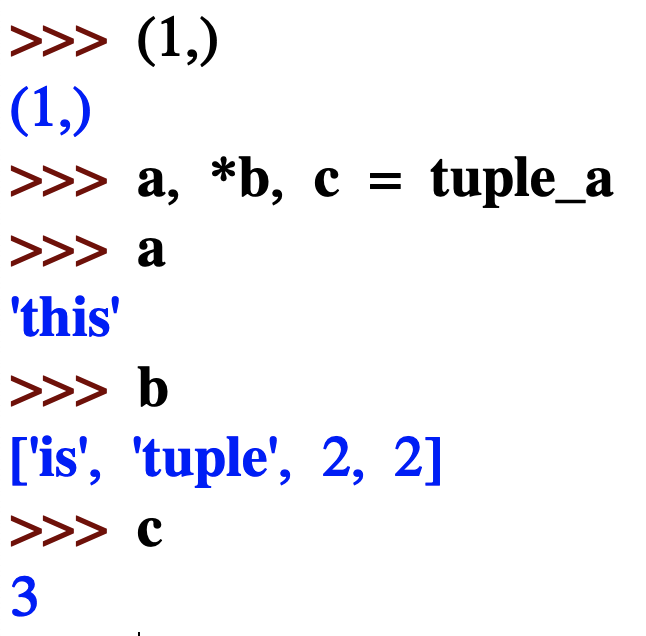 >>> (1,)
(1,)
>>> a, *b, c = tuple_a
>>> a
'this'
>>> b
['is', 'tuple', 2, 2]
>>> c
3